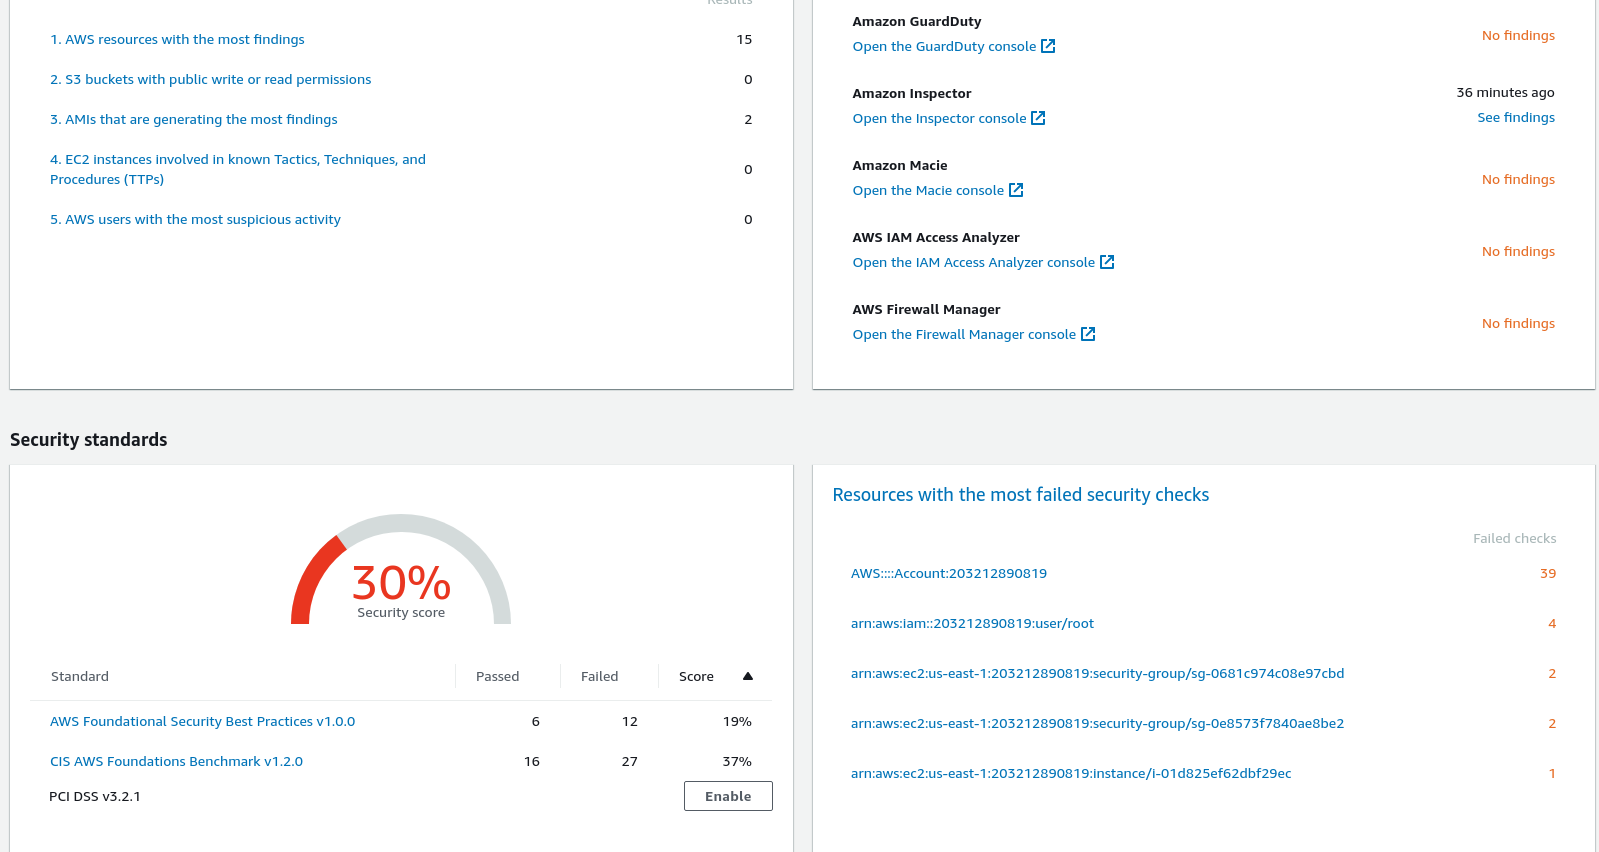 Results
1. AWS resources with the most findings 15
2. S3 buckets with public write or read permissions 0
3. AMIs that are generating the most findings 2
4. EC2 instances involved in known Tactics, Techniques, and
Procedures (TTPs) 0
5. AWS users with the most suspicious activity 0
Amazon GuardDuty
Open the GuardDuty console No findings
Amazon Inspector 36 minutes ago
Open the Inspector console See findings
Amazon Macie
Open the Macie console No findings
AWS IAM Access Analyzer
Open the IAM Access Analyzer console No findings
AWS Firewall Manager
Open the Firewall Manager console No findings
Security standards
30%
Security score
Standard Passed Failed Score
AWS Foundational Security Best Practices v1.0.0 6 12 19%
CIS AWS Foundations Benchmark v1.2.0 16 27 37%
PCI DSS v3.2.1 Enable
Resources with the most failed security checks
Failed checks
AWS::::Account:203212890819 39
arn:aws:iam::203212890819:user/root 4
arn:aws:ec2:us-east-1:203212890819:security-group/sg-0681c974c08e97cbd 2
arn:aws:ec2:us-east-1:203212890819:security-group/sg-0e8573f7840ae8be2 2
arn:aws:ec2:us-east-1:203212890819:instance/i-01d825ef62dbf29ec 1